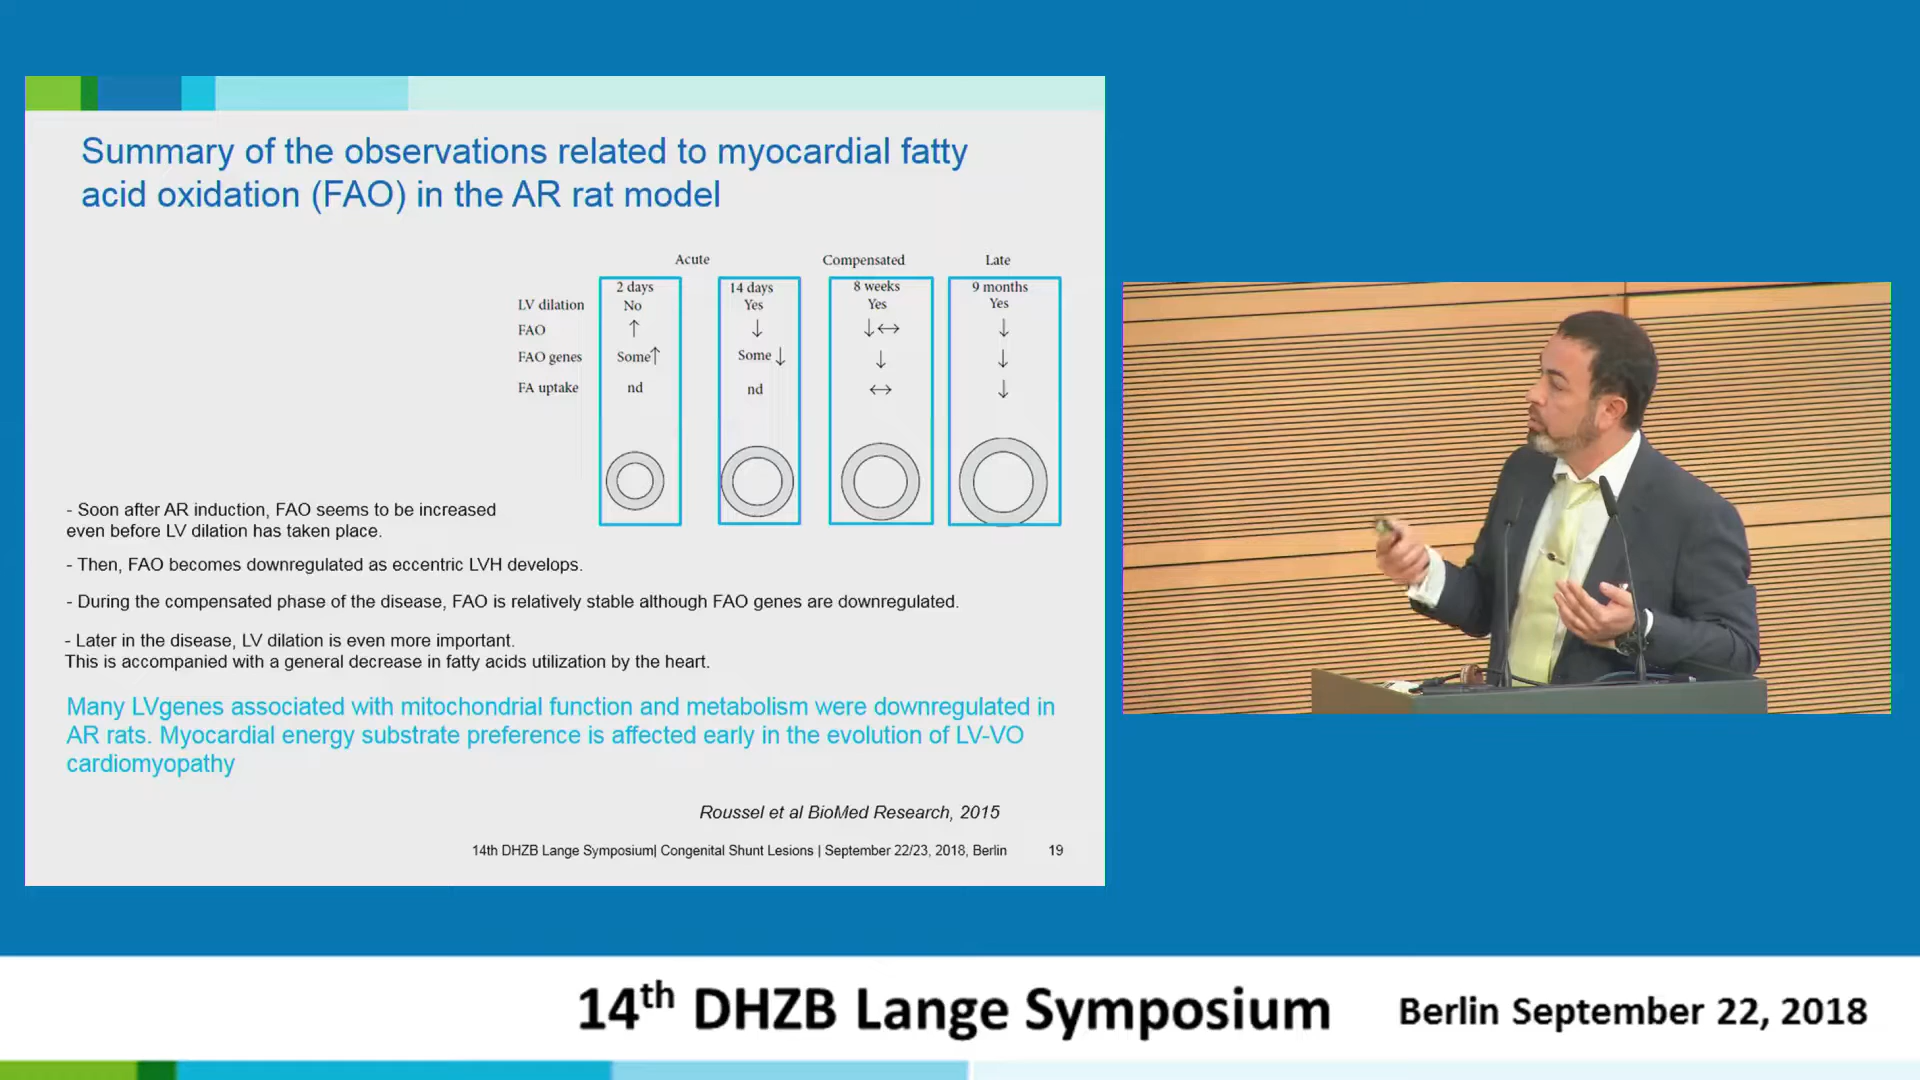 Summary of the observations related to myocardial fatty
acid oxidation (FAO) in the AR rat model
Acute Compensated Late
2 days 14 days 8 weeks 9 months
LV dilation No Yes Yes Yes
FAO ↑ ↓ ↓↔ ↓
FAO genes Some↑ Some↓ ↓ ↓
FA uptake nd nd ↔ ↓
- Soon after AR induction, FAO seems to be increased
even before LV dilation has taken place.
- Then, FAO becomes downregulated as eccentric LVH develops.
- During the compensated phase of the disease, FAO is relatively stable although FAO genes are downregulated.
- Later in the disease, LV dilation is even more important.
This is accompanied with a general decrease in fatty acids utilization by the heart.
Many LVgenes associated with mitochondrial function and metabolism were downregulated in
AR rats. Myocardial energy substrate preference is affected early in the evolution of LV-VO
cardiomyopathy
Roussel et al BioMed Research, 2015
14th DHZB Lange Symposium| Congenital Shunt Lesions | September 22/23, 2018, Berlin 19
14th DHZB Lange Symposium Berlin September 22, 2018